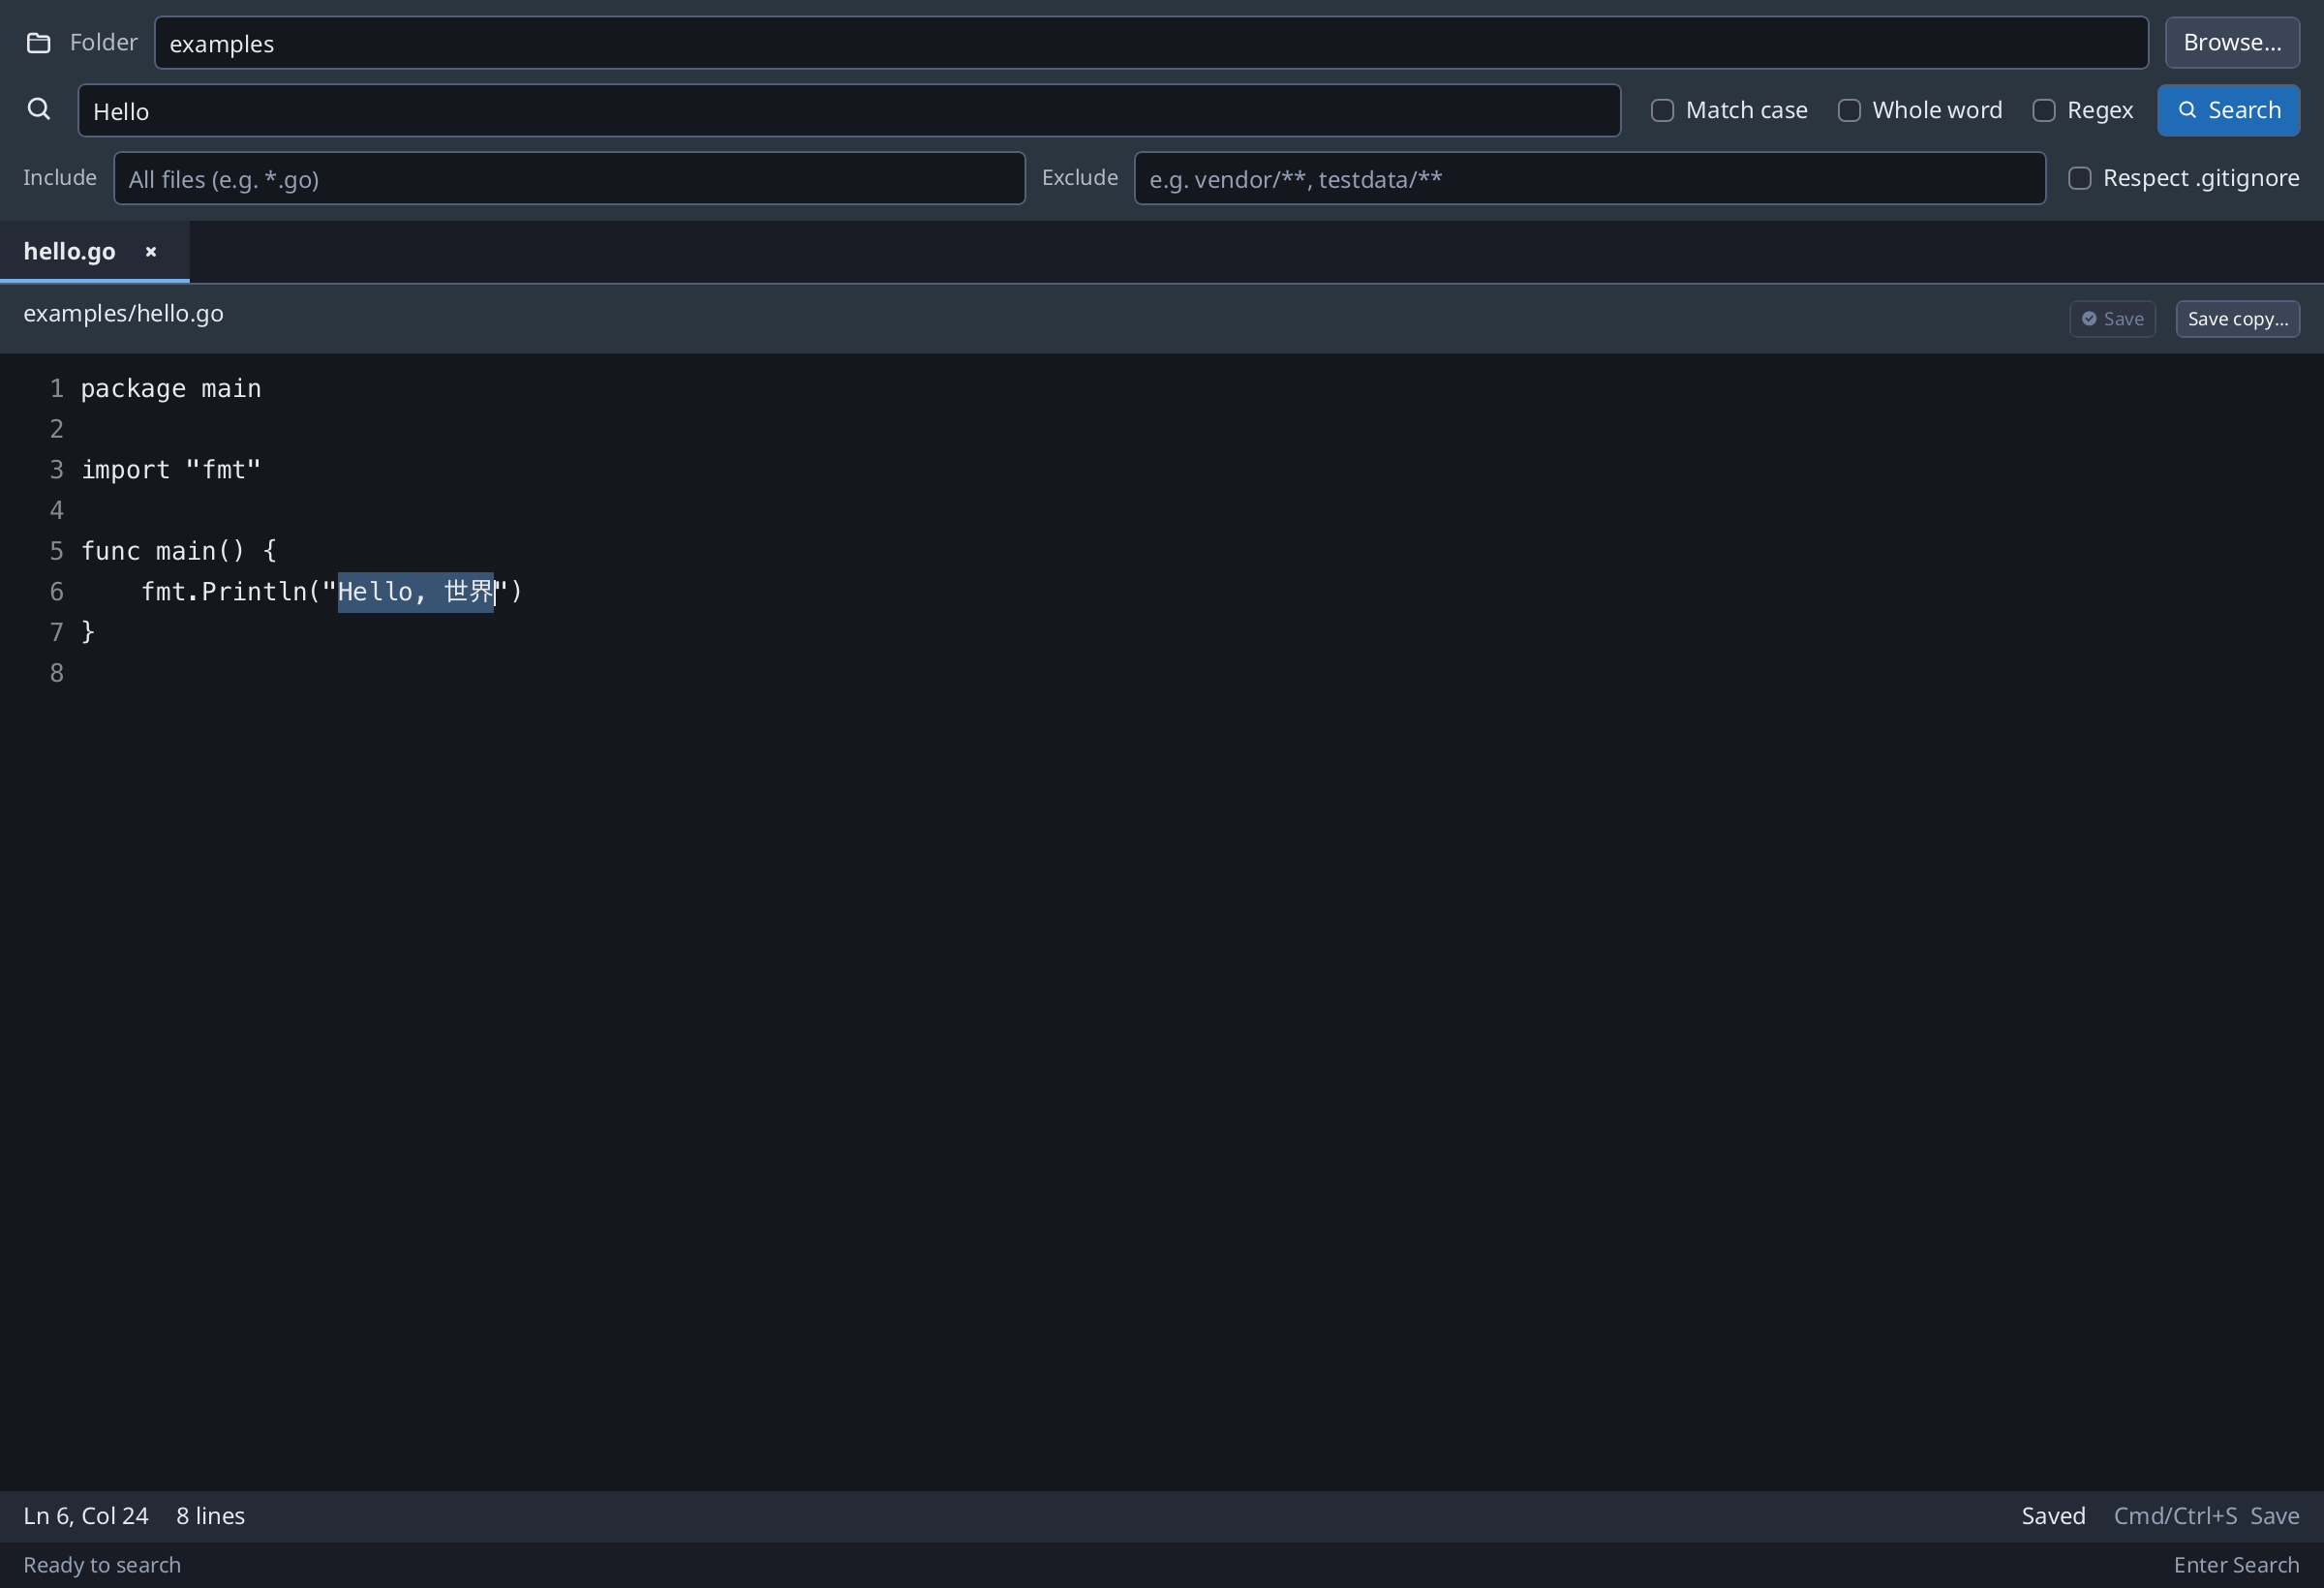 Folder examples Browse...
Hello Match case Whole word Regex Search
Include All files (e.g. *.go) Exclude e.g. vendor/**, testdata/** Respect .gitignore
hello.go ×
examples/hello.go Save Save copy...
1 package main
2
3 import "fmt"
4
5 func main() {
6     fmt.Println("Hello, 世界")
7 }
8
Ln 6, Col 24 8 lines Saved Cmd/Ctrl+S Save
Ready to search Enter Search